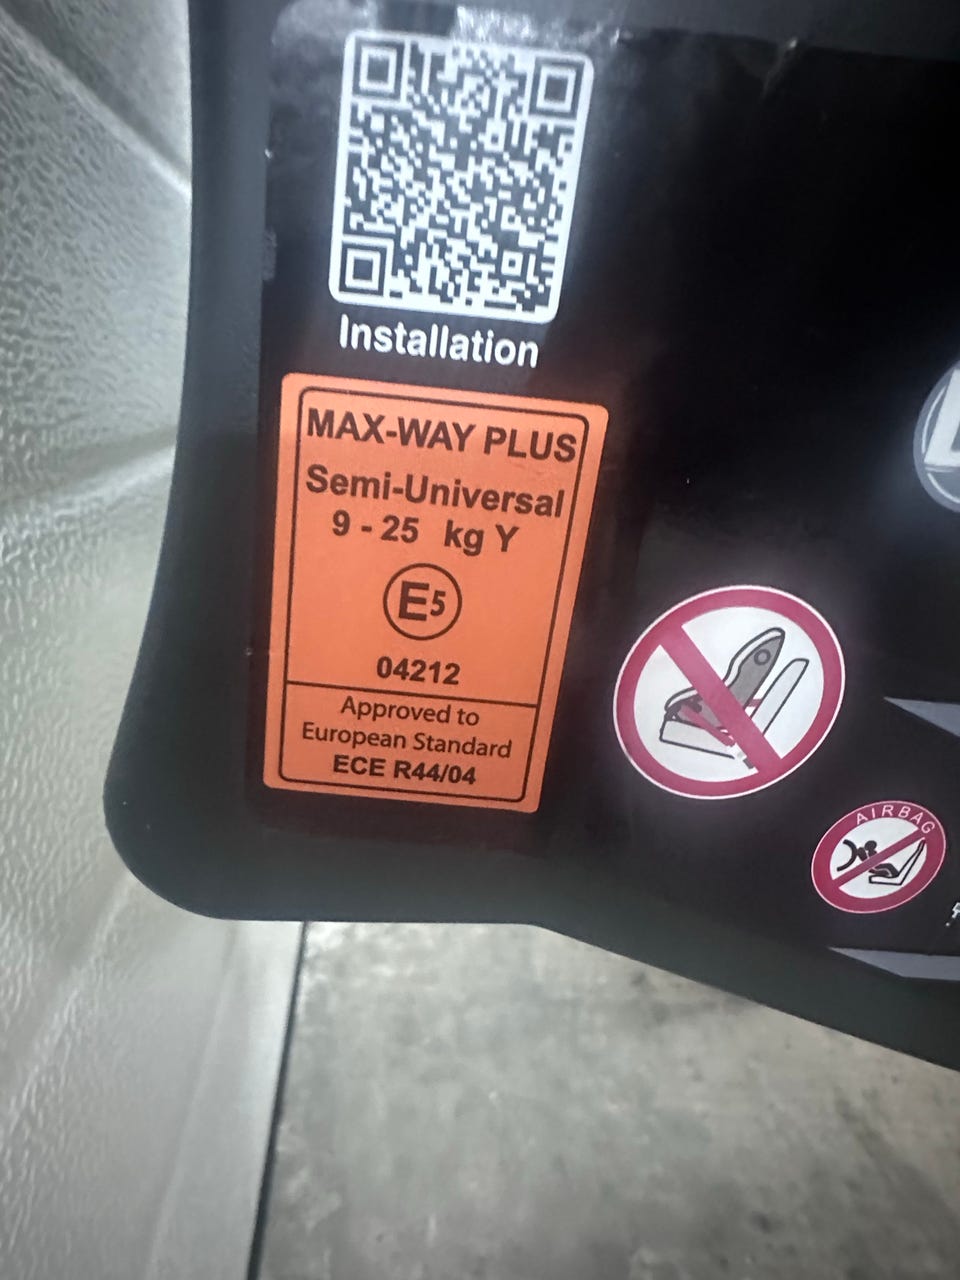 Installation
MAX-WAY PLUS
Semi-Universal
9 - 25 kg Y
E5
04212
Approved to
European Standard
ECE R44/04
AIRBAG